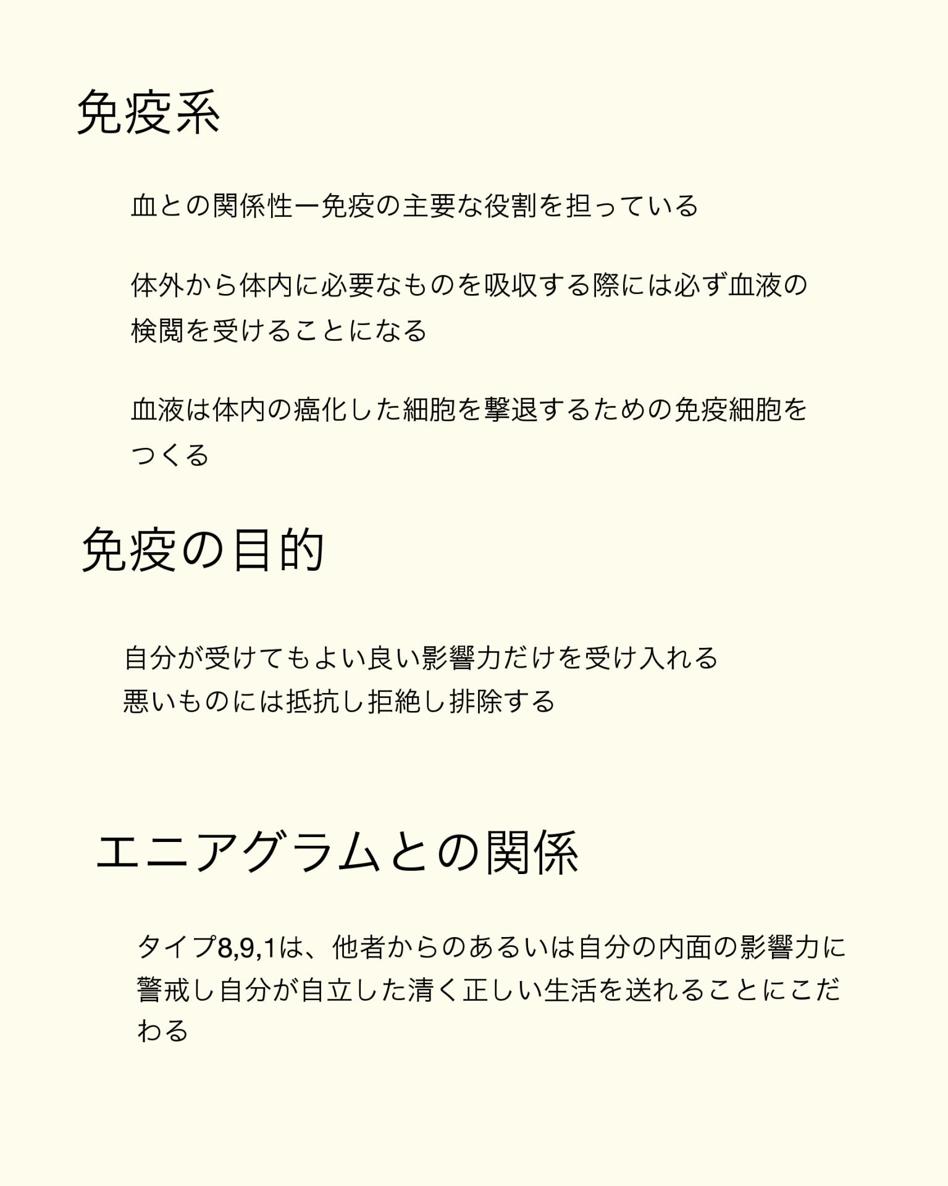 免疫系
血との関係性ー免疫の主要な役割を担っている
体外から体内に必要なものを吸収する際には必ず血液の
検閲を受けることになる
血液は体内の癌化した細胞を撃退するための免疫細胞を
つくる
免疫の目的
自分が受けてもよい良い影響力だけを受け入れる
悪いものには抵抗し拒絶し排除する
エニアグラムとの関係
タイプ8,9,1は、他者からのあるいは自分の内面の影響力に
警戒し自分が自立した清く正しい生活を送れることにこだ
わる